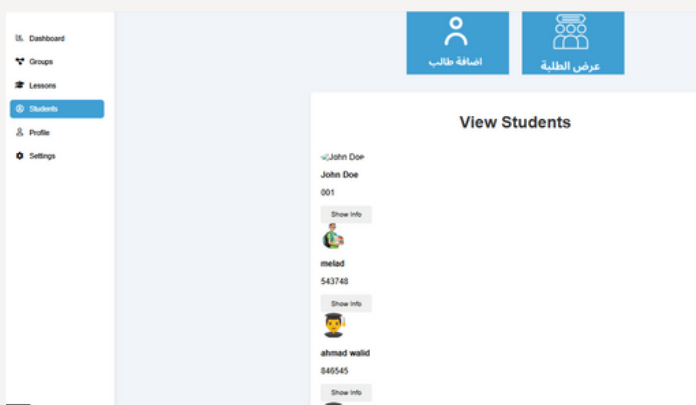 Dashboard
Groups
Lessons
Students
Profile
Settings
اضافة طالب
عرض الطلبة
View Students
John Doe
John Doe
001
Show Info
melad
543748
Show Info
ahmad walid
846545
Show Info